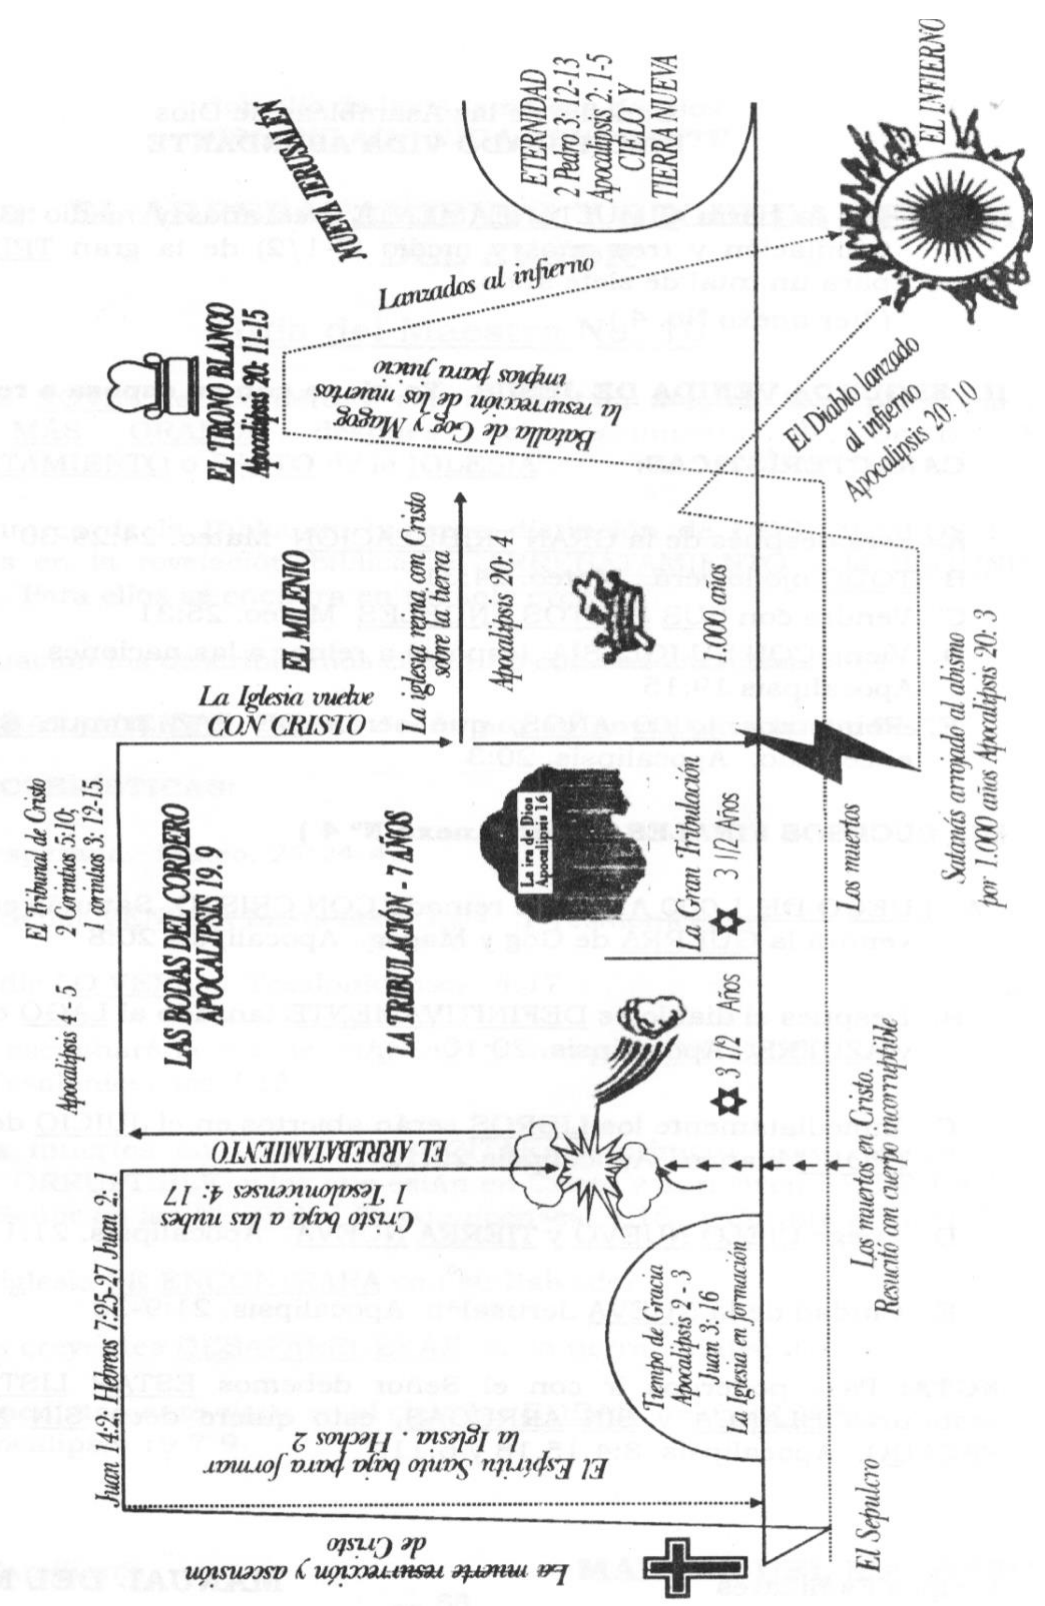 La muerte resurrección y ascensión
de Cristo
El Sepulcro
Juan 14:2: Hebreos 7:25-27 Juan 2:
El Espíritu Santo baja para formar
la Iglesia . Hechos 2
Tiempo de Gracia
Apocalipsis 2 - 3
Juan 3: 16
La Iglesia en formación
Cristo baja a las nubes
1 Tesalonicenses 4: 17
EL ARREBATAMIENTO
Los muertos en Cristo.
Resucitó con cuerpo incorruptible
Apocalipsis 4 - 5
El Tribunal de Cristo
2 Corintios 5:10;
1 Corintios 3: 12-15
LAS BODAS DEL CORDERO
APOCALIPSIS 19. 9
TRIBULACIÓN - 7 AÑOS
La ira de Dios
Apocalipsis 16
3 1/2 Años
La Gran Tribulación
3 1/2 Años
Los muertos
La Iglesia vuelve
CON CRISTO
EL MILENIO
La iglesia reina con Cristo
sobre la tierra
Apocalipsis 20: 4
1.000 años
Satanás arrojado al abismo
por 1.000 años Apocalipsis 20: 3
EL TRONO BLANCO
Apocalipsis 20: 11-15
Batalla de Gog y Magog
la resurrección de los muertos
impíos para juicio
Lanzados al infierno
El Diablo lanzado
al infierno
Apocalipsis 20-10
NUEVA JERUSALÉN
ETERNIDAD
2 Pedro 3: 12-13
Apocalipsis 2: 1-5
CIELO Y
TIERRA NUEVA
EL INFIERNO